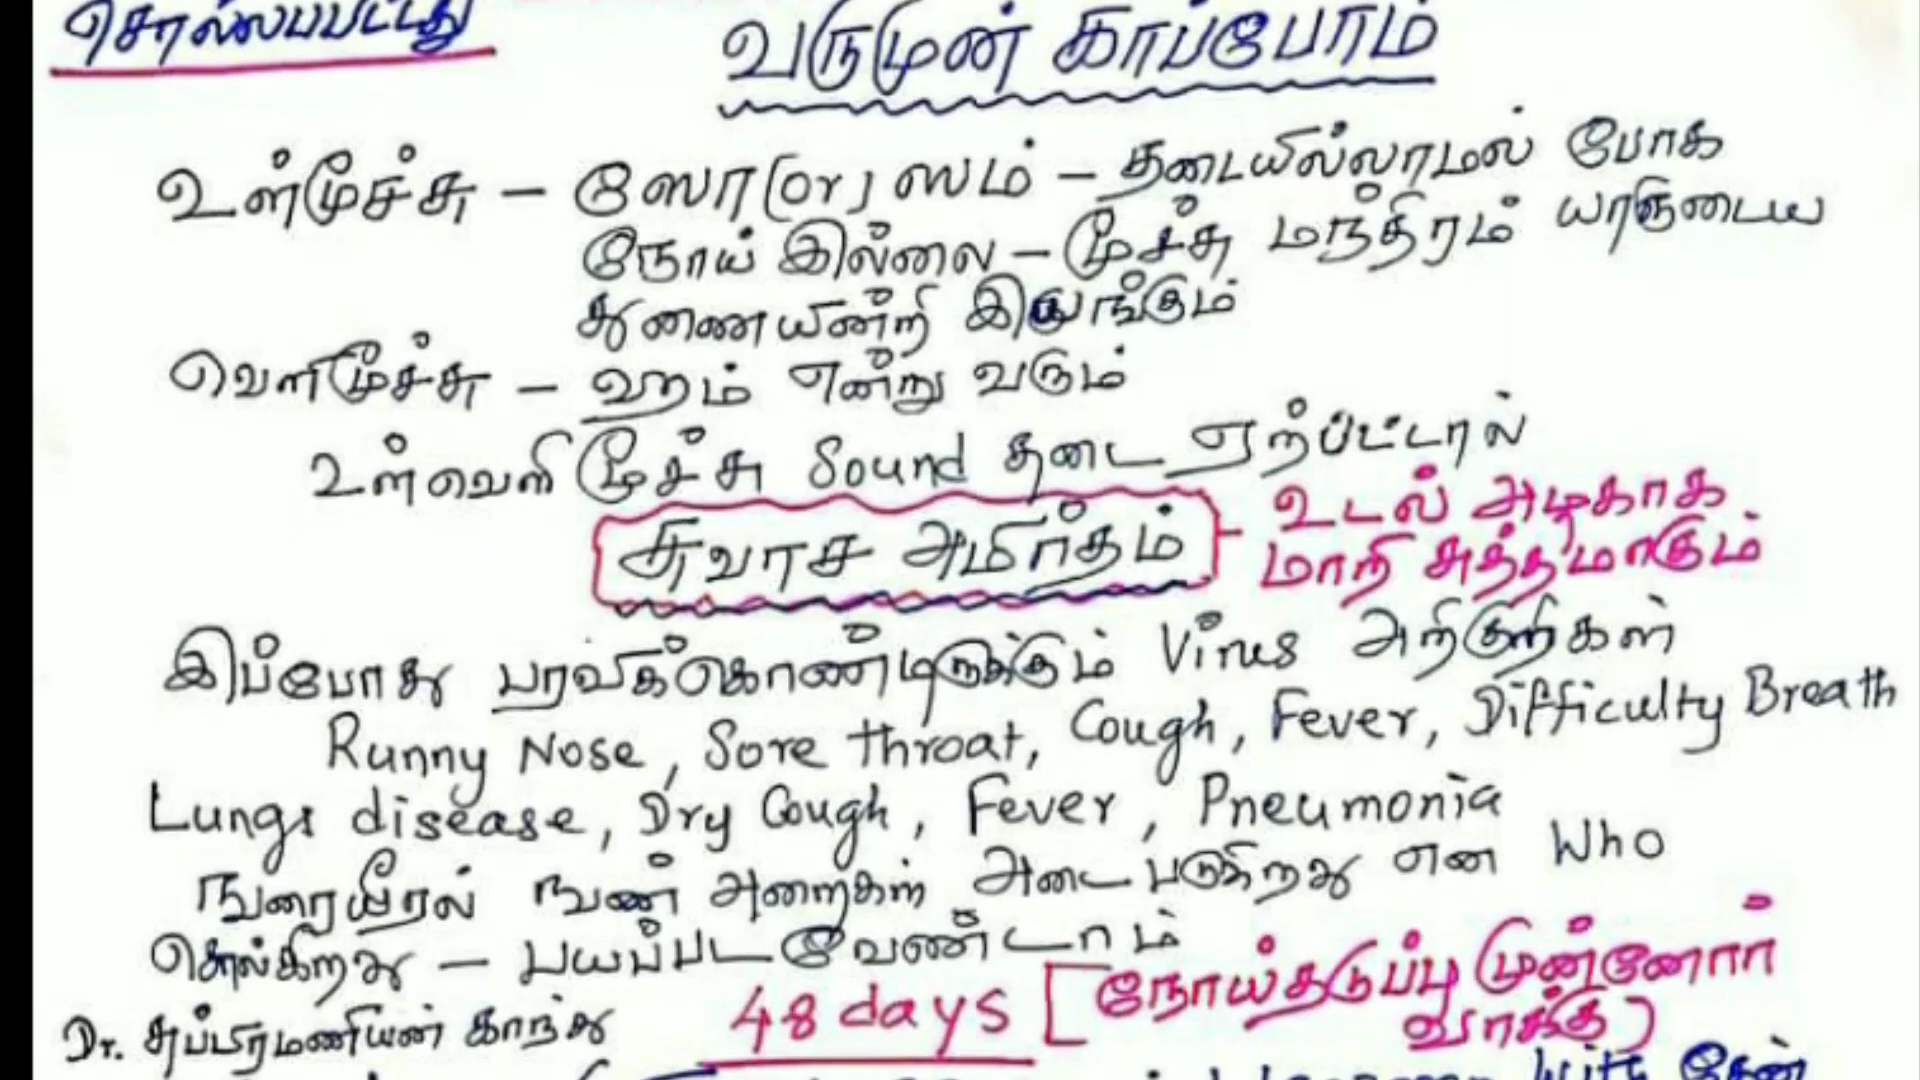 சொல்லப்பட்டது
வருமுன் காப்போம்
உள்மூச்சு – ஸோ (or) ஸம் – தடையில்லாமல் போக
நோய் இல்லை – மூச்சு மந்திரம் யாருடைய
துணையின்றி இயங்கும்
வெளிமூச்சு – ஹம் என்று வரும்
உள்வெளி மூச்சு Sound தடை ஏற்பட்டால்
சுவாச அமிர்தம் – உடல் அழகாக
மாறி சுத்தமாகும்
இப்போது பரவிக்கொண்டிருக்கும் Virus அறிகுறிகள்
Runny Nose, Sore throat, Cough, Fever, Difficulty Breath
Lungs disease, Dry Cough, Fever, Pneumonia
நுரையீரல் நுண் அறைகள் அடைபடுகிறது என Who
சொல்கிறது – பயப்படவேண்டாம்
Dr. சுப்பிரமணியன் காந்து 48 days [நோய்தடுப்பு முன்னோர்
வாக்கு)